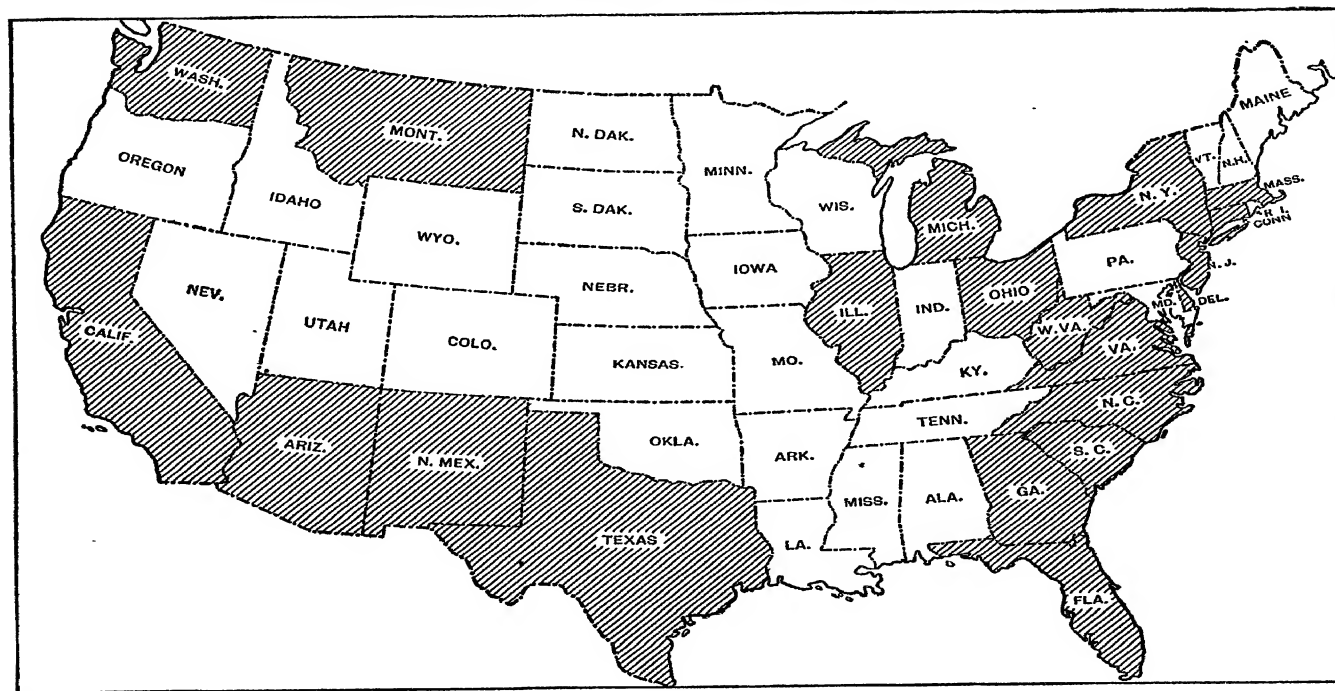 WASH.
MONT.
N. DAK.
MINN.
MAINE
VT.
N.H.
OREGON
IDAHO
S. DAK.
WIS.
N. Y.
MASS.
R. I.
CONN
WYO.
MICH.
IOWA
PA.
N. J.
NEV.
NEBR.
ILL.
IND.
OHIO
MD.
DEL.
UTAH
COLO.
W. VA.
CALIF.
KANSAS.
MO.
KY.
VA.
N. C.
TENN.
ARIZ.
N. MEX.
OKLA.
ARK.
S. C.
MISS.
ALA.
GA.
TEXAS
LA.
FLA.